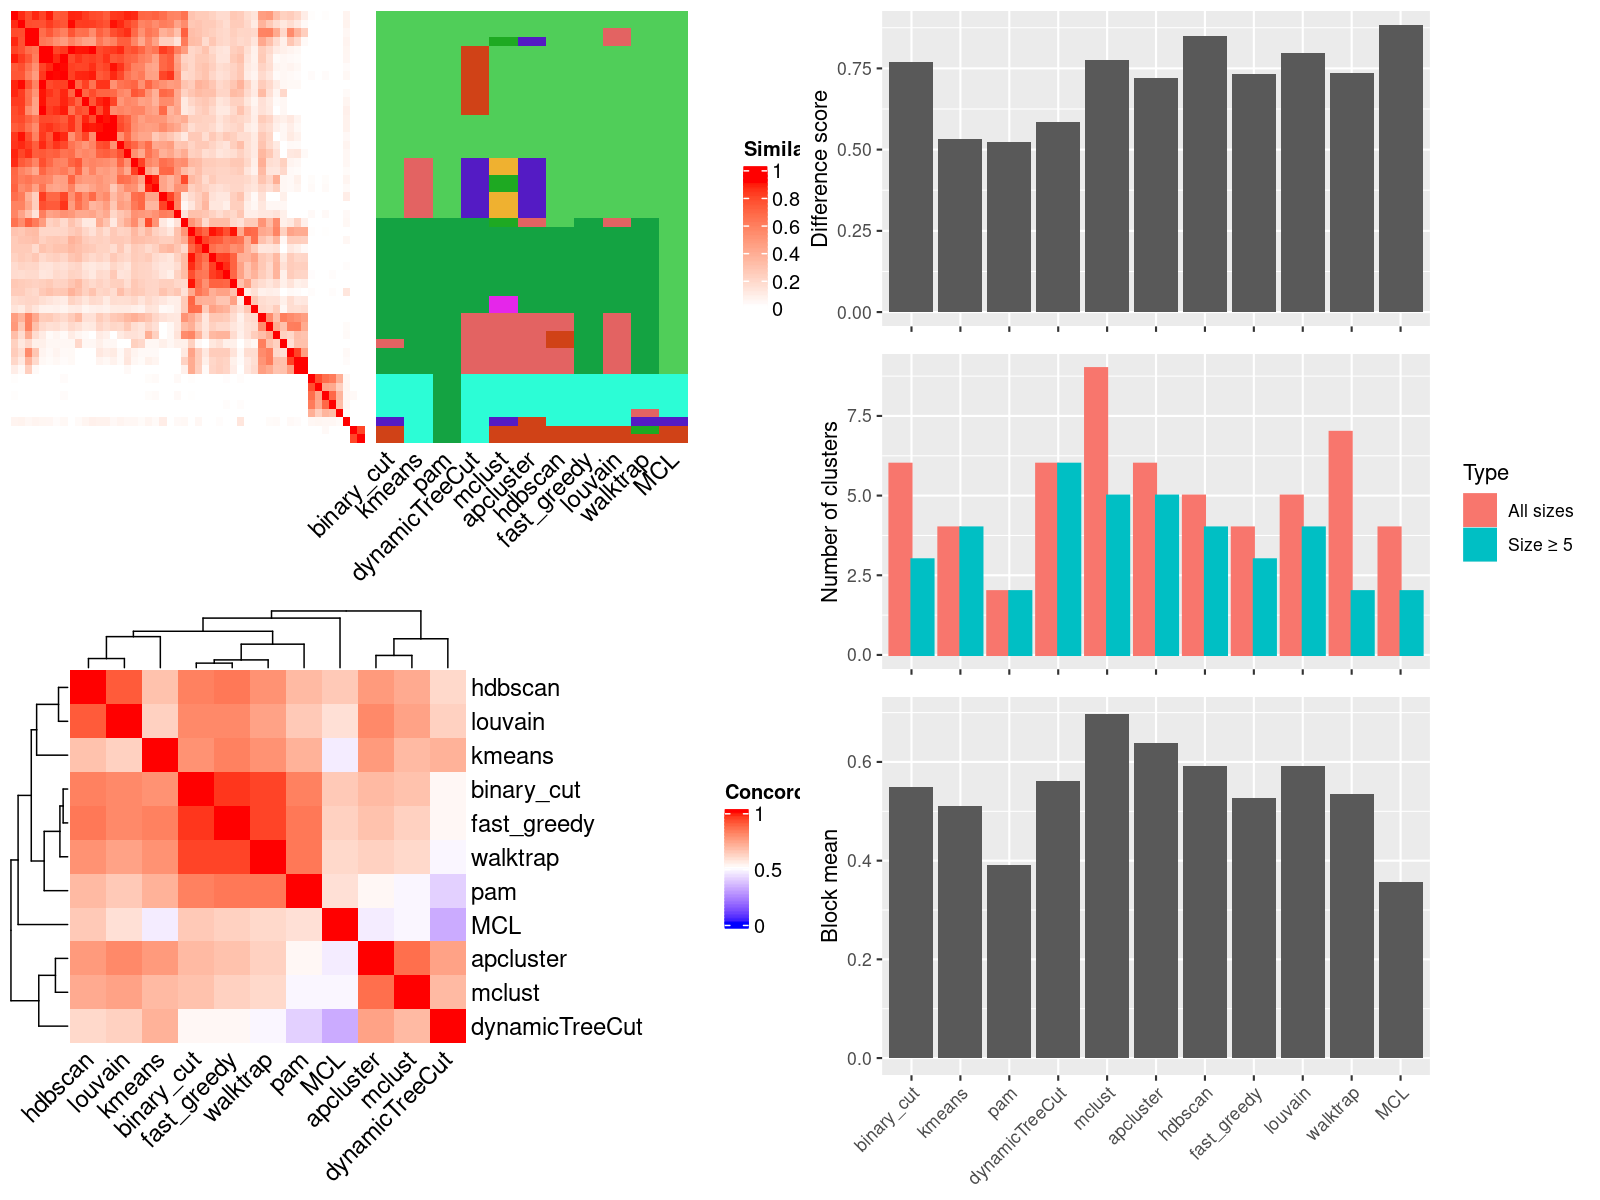 Simila
1
0.8
0.6
0.4
0.2
0
binary_cut
kmeans
pam
dynamicTreeCut
mclust
apcluster
hdbscan
fast_greedy
louvain
walktrap
MCL
hdbscan
louvain
kmeans
binary_cut
fast_greedy
walktrap
pam
MCL
apcluster
mclust
dynamicTreeCut
hdbscan
louvain
kmeans
binary_cut
fast_greedy
walktrap
pam
MCL
apcluster
mclust
dynamicTreeCut
Concord
1
0.5
0
Difference score
0.75
0.50
0.25
0.00
Number of clusters
7.5
5.0
2.5
0.0
Type
All sizes
Size ≥ 5
Block mean
0.6
0.4
0.2
0.0
binary_cut
kmeans
pam
dynamicTreeCut
mclust
apcluster
hdbscan
fast_greedy
louvain
walktrap
MCL